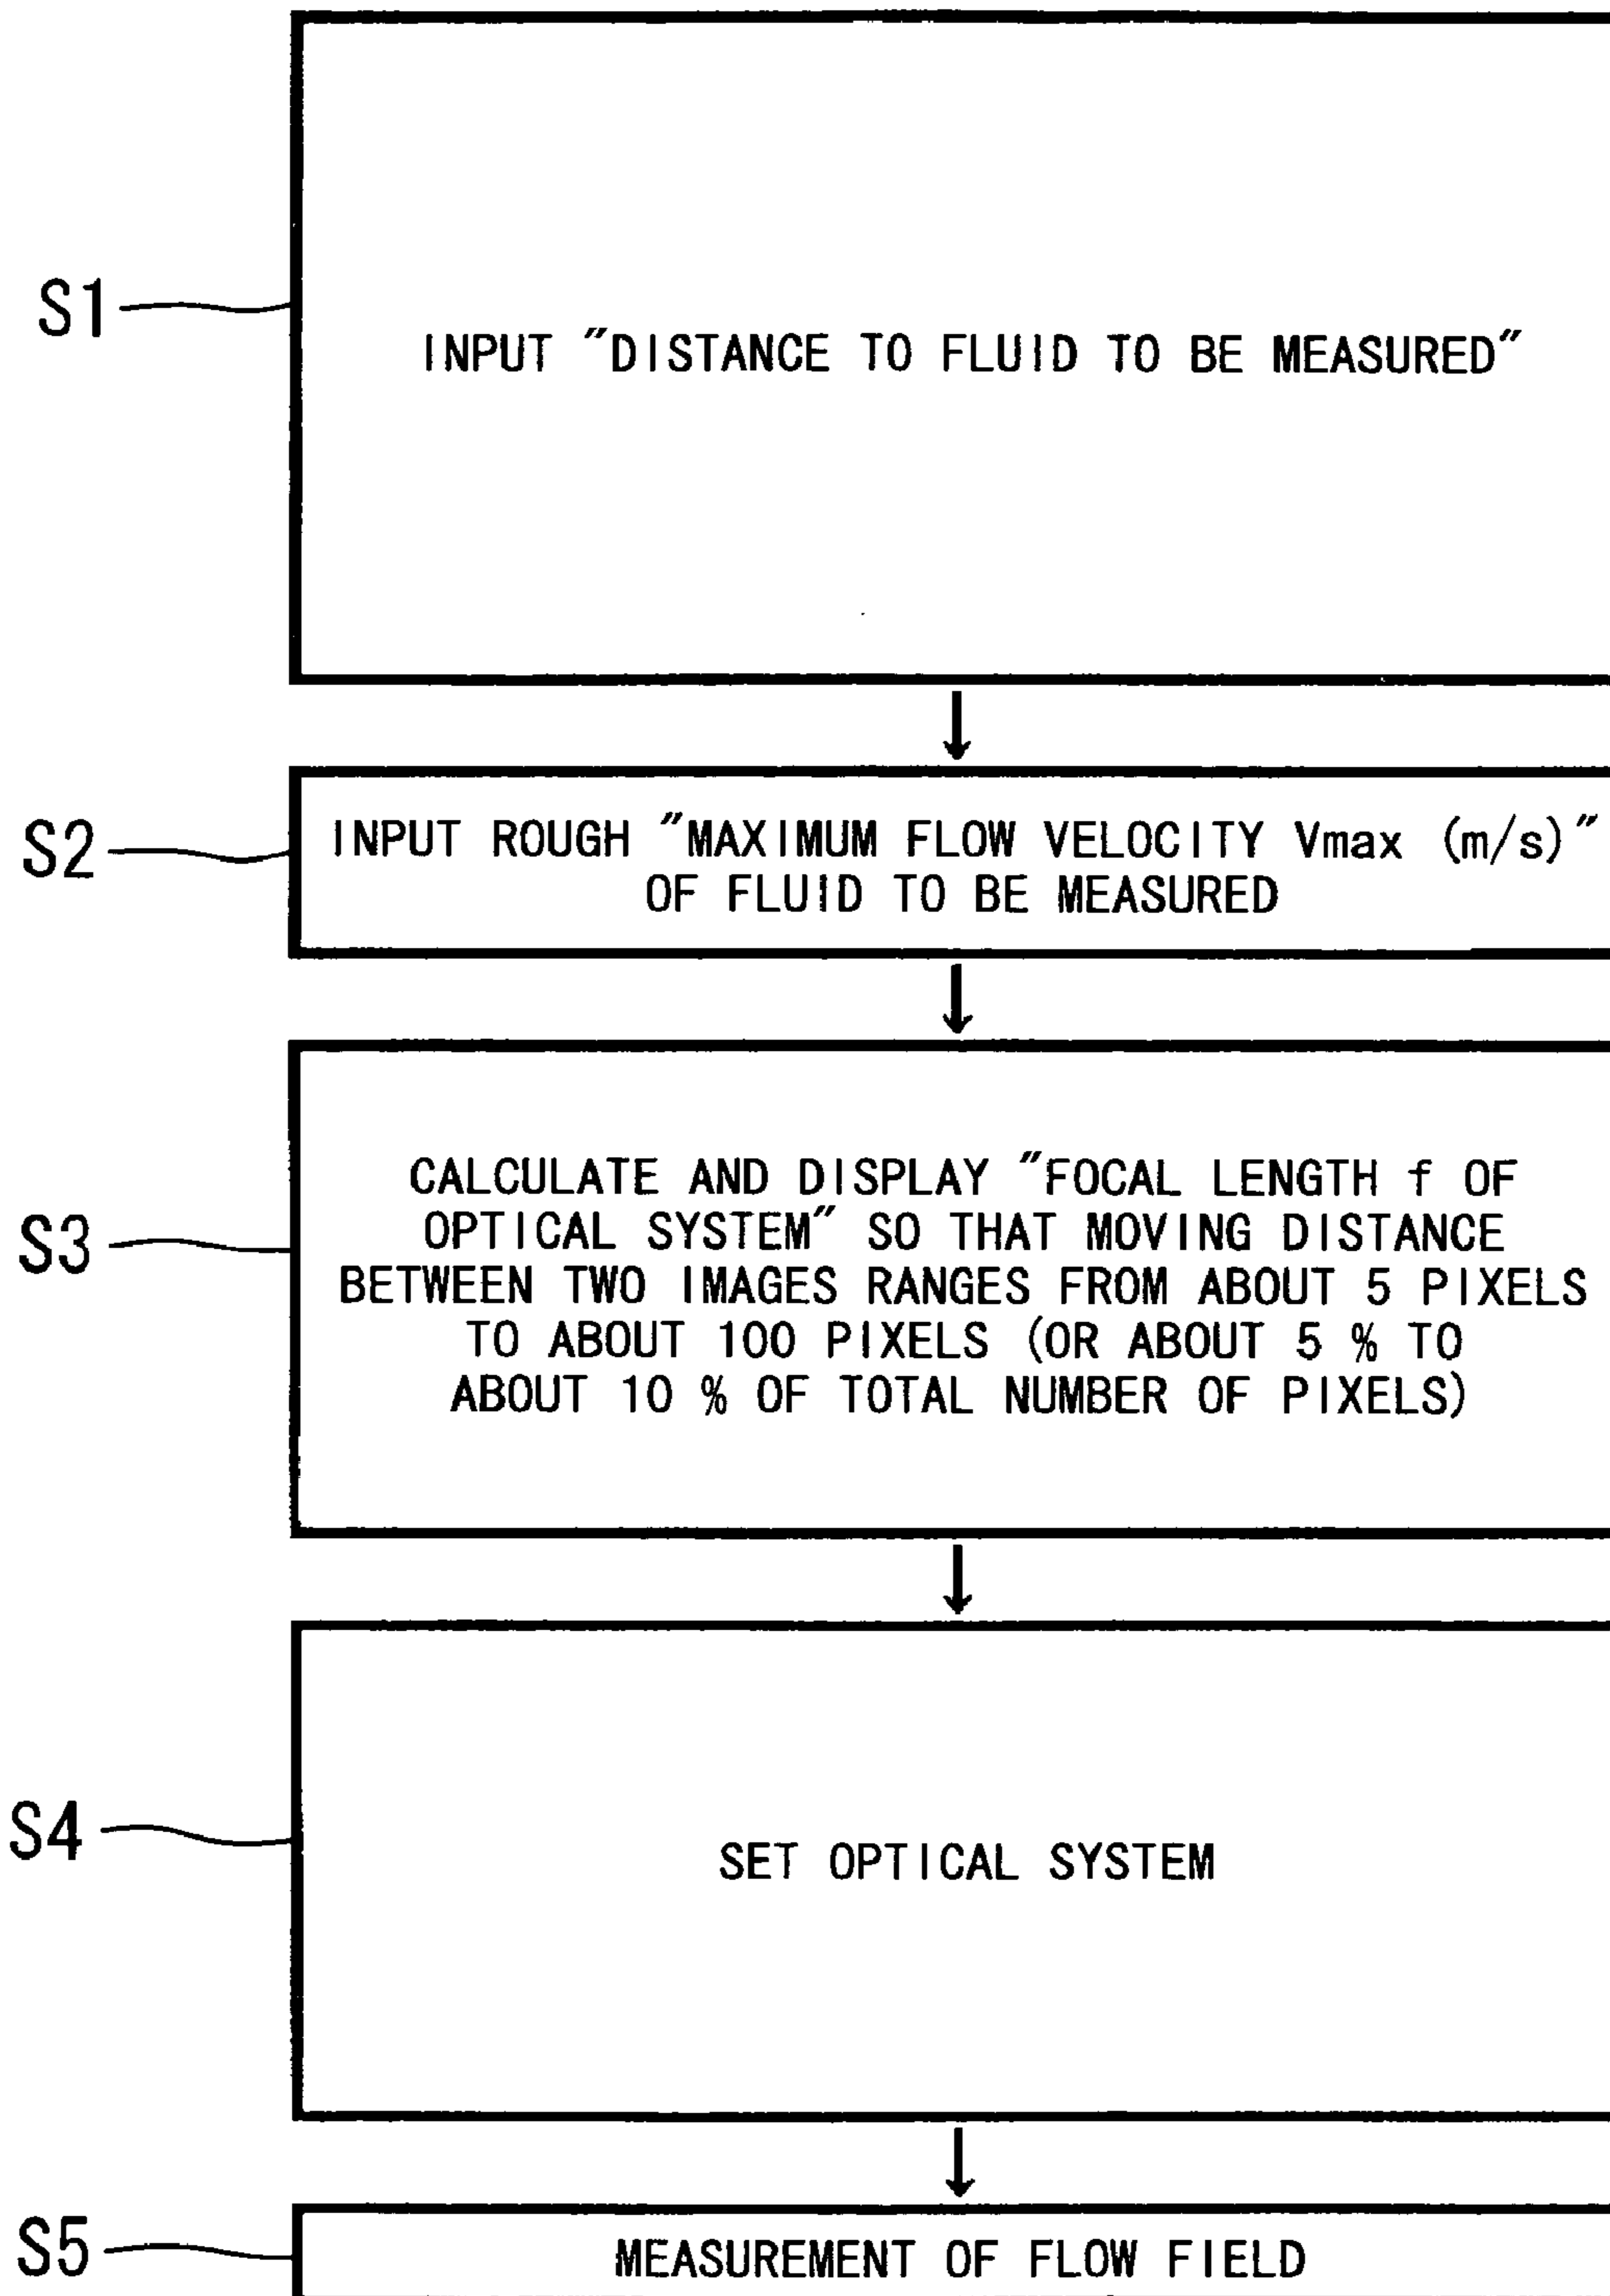 S1
INPUT "DISTANCE TO FLUID TO BE MEASURED"
S2
INPUT ROUGH "MAXIMUM FLOW VELOCITY Vmax (m/s)"
OF FLUID TO BE MEASURED
S3
CALCULATE AND DISPLAY "FOCAL LENGTH f OF
OPTICAL SYSTEM" SO THAT MOVING DISTANCE
BETWEEN TWO IMAGES RANGES FROM ABOUT 5 PIXELS
TO ABOUT 100 PIXELS (OR ABOUT 5 % TO
ABOUT 10 % OF TOTAL NUMBER OF PIXELS)
S4
SET OPTICAL SYSTEM
S5
MEASUREMENT OF FLOW FIELD